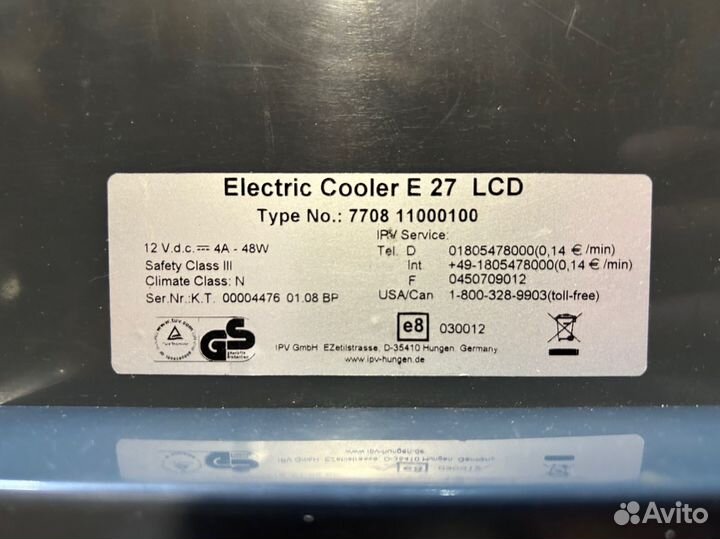 Electric Cooler E 27 LCD
Type No.: 7708 11000100
IPV Service:
12 V.d.c. 4A - 48W
Tel. D 01805478000(0,14 €/min)
Safety Class III
Int +49-1805478000(0,14 €/min)
Climate Class: N
F 0450709012
Ser.Nr.:K.T. 00004476 01.08 BP
USA/Can 1-800-328-9903(toll-free)
GS
e8 030012
IPV GmbH EZetilstrasse, D-35410 Hungen, Germany
www.ipv-hungen.de
Avito